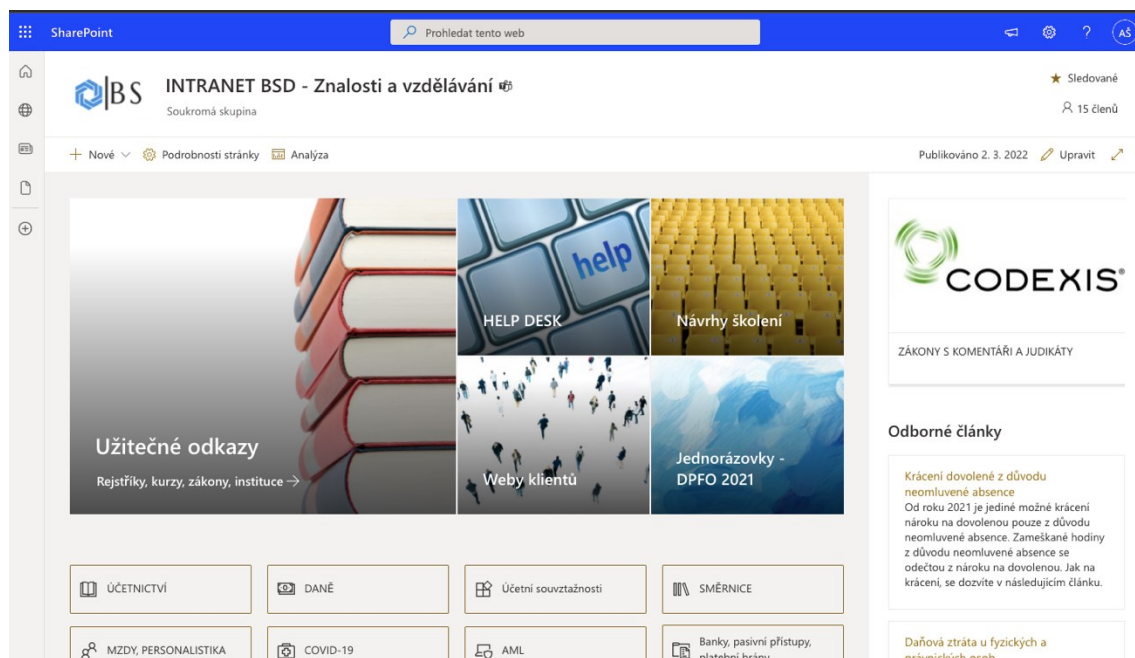 SharePoint
Prohledat tento web
AŠ
BS
INTRANET BSD - Znalosti a vzdělávání
Soukromá skupina
Sledované
15 členů
Nové
Podrobnosti stránky
Analýza
Publikováno 2. 3. 2022
Upravit
help
HELP DESK
Návrhy školení
Užitečné odkazy
Rejstříky, kurzy, zákony, instituce →
Weby klientů
Jednorázovky -
DPFO 2021
CODEXIS®
ZÁKONY S KOMENTÁŘI A JUDIKÁTY
Odborné články
Krácení dovolené z důvodu
neomluvené absence
Od roku 2021 je jediné možné krácení
nároku na dovolenou pouze z důvodu
neomluvené absence. Zameškané hodiny
z důvodu neomluvené absence se
odečtou z nároku na dovolenou. Jak na
krácení, se dozvíte v následujícím článku.
Daňová ztráta u fyzických a
právnických osob
ÚČETNICTVÍ
DANĚ
Účetní souvztažnosti
SMĚRNICE
MZDY, PERSONALISTIKA
COVID-19
AML
Banky, pasivní přístupy,
platební brány